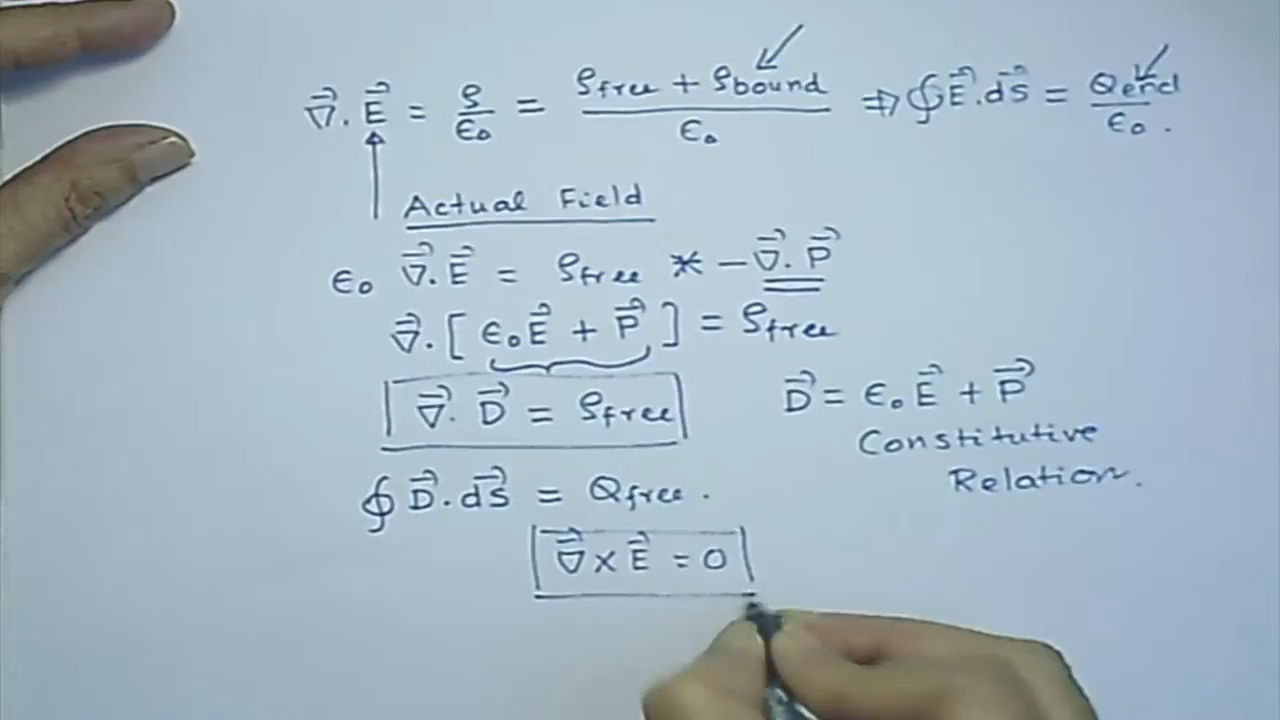 ∇⃗. E⃗ = ρ/ε₀ = (ρfree + ρbound)/ε₀ ⇒ ∮E⃗.dS⃗ = Qencl/ε₀.
Actual Field
ε₀ ∇⃗. E⃗ = ρfree * −∇⃗. P⃗
∇⃗. [ε₀E⃗ + P⃗] = ρfree
∇⃗. D⃗ = ρfree
D⃗ = ε₀E⃗ + P⃗
Constitutive
Relation.
∮ D⃗.dS⃗ = Qfree.
∇⃗ × E⃗ = 0